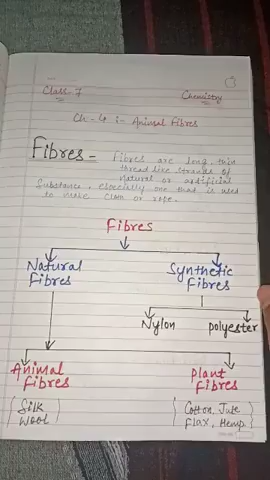 Class-7
Chemistry
Ch-4 :- Animal Fibres
Fibres - Fibres are long, thin
thread like strands of
Natural or artificial
Substance, especially one that is used
to make cloth or rope.
Fibres
Natural Fibres
Synthetic Fibres
Nylon
polyester
Animal Fibres
Plant Fibres
Silk
Wool
Cotton, Jute
Flax, Hemp